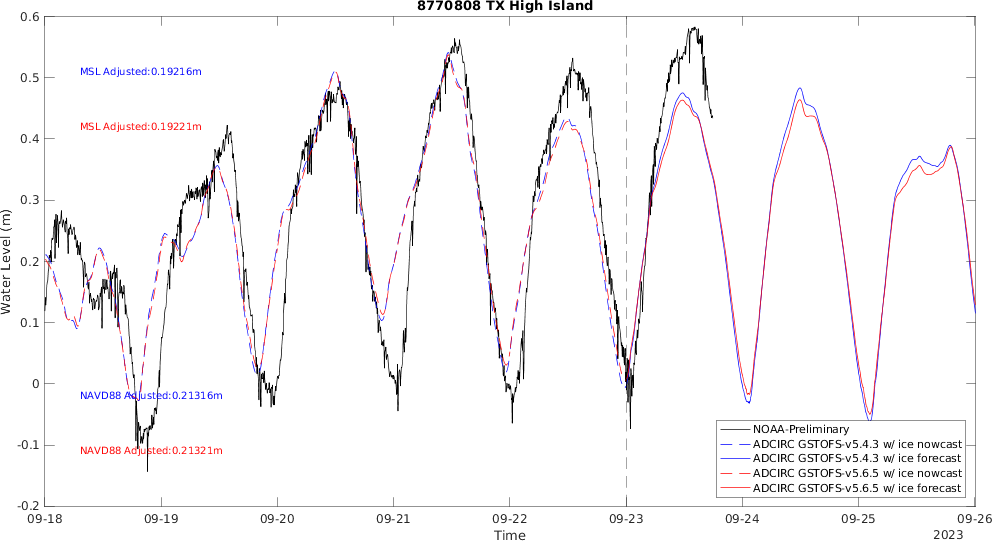 8770808 TX High Island
0.6
0.5
0.4
0.3
0.2
0.1
0
-0.1
-0.2
Water Level (m)
MSL Adjusted:0.19216m
MSL Adjusted:0.19221m
NAVD88 Adjusted:0.21316m
NAVD88 Adjusted:0.21321m
NOAA-Preliminary
ADCIRC GSTOFS-v5.4.3 w/ ice nowcast
ADCIRC GSTOFS-v5.4.3 w/ ice forecast
ADCIRC GSTOFS-v5.6.5 w/ ice nowcast
ADCIRC GSTOFS-v5.6.5 w/ ice forecast
09-18 09-19 09-20 09-21 09-22 09-23 09-24 09-25 09-26
Time
2023